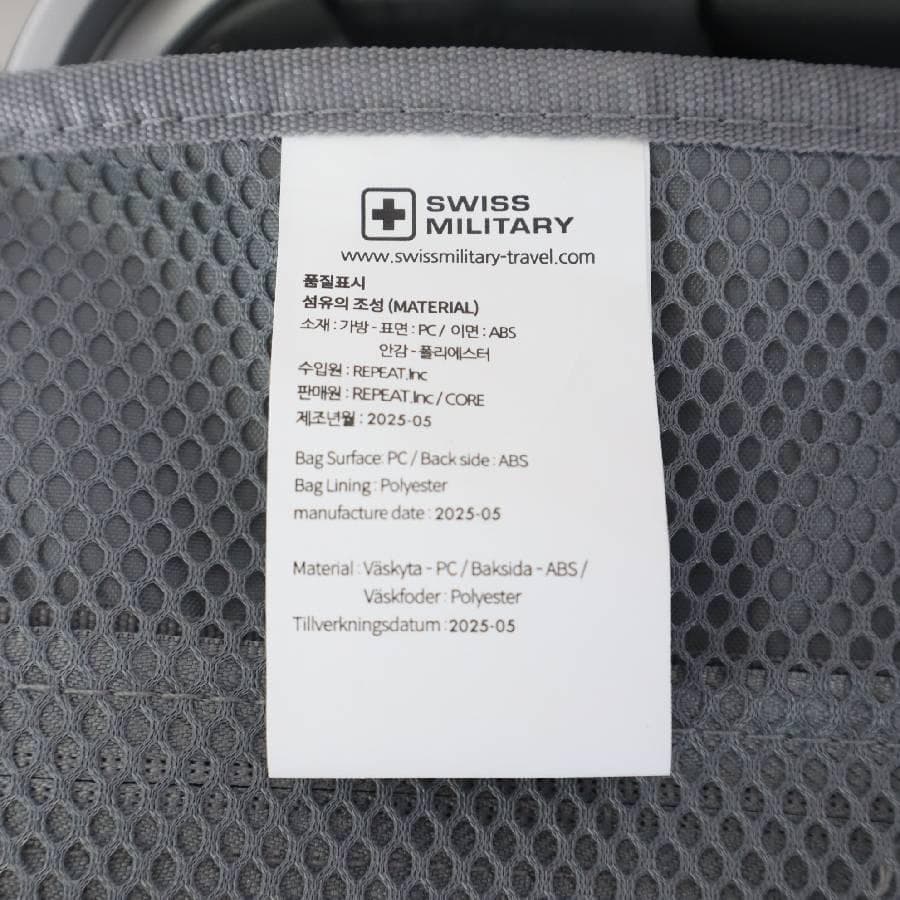 SWISS
MILITARY
www.swissmilitary-travel.com
품질표시
섬유의 조성 (MATERIAL)
소재 : 가방 - 표면 : PC / 이면 : ABS
안감 - 폴리에스터
수입원 : REPEAT.Inc
판매원 : REPEAT.Inc / CORE
제조년월 : 2025-05
Bag Surface: PC / Back side : ABS
Bag Lining : Polyester
manufacture date : 2025-05
Material : Väskyta - PC / Baksida - ABS /
Väskfoder : Polyester
Tillverkningsdatum : 2025-05